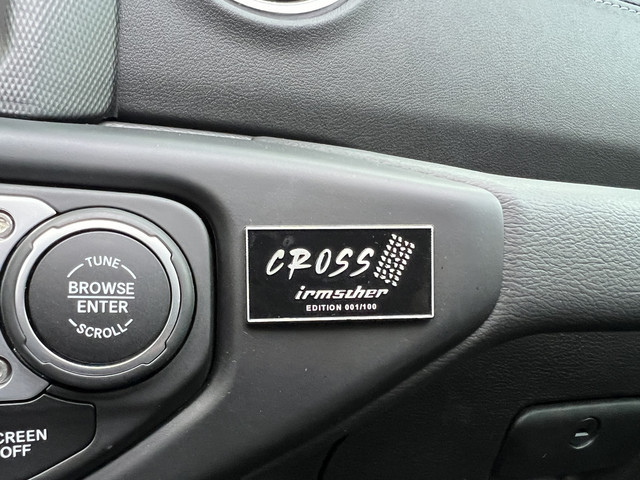 CROSS
irmscher
EDITION 001/100
TUNE
BROWSE
ENTER
SCROLL
SCREEN
OFF